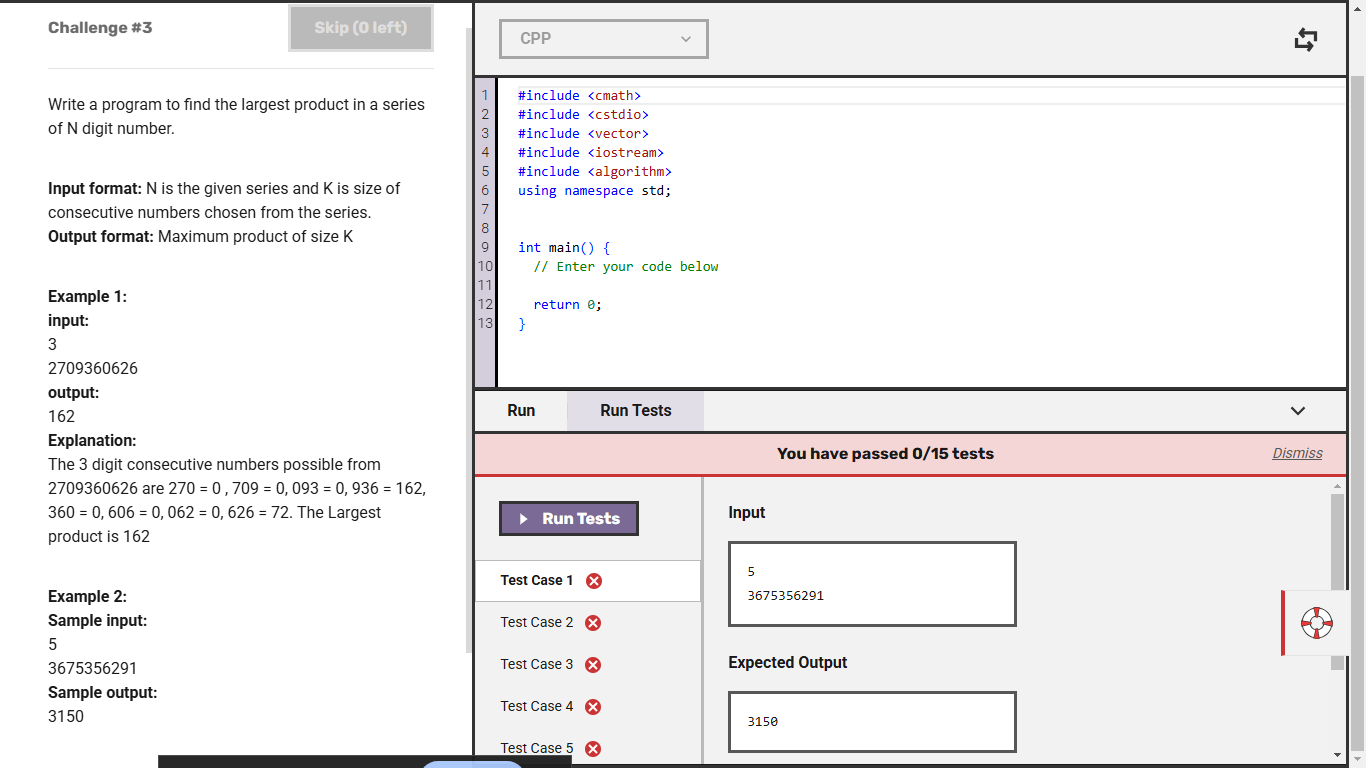 Challenge #3
Skip (0 left)
Write a program to find the largest product in a series
of N digit number.
Input format: N is the given series and K is size of
consecutive numbers chosen from the series.
Output format: Maximum product of size K
Example 1:
input:
3
2709360626
output:
162
Explanation:
The 3 digit consecutive numbers possible from
2709360626 are 270 = 0 , 709 = 0, 093 = 0, 936 = 162,
360 = 0, 606 = 0, 062 = 0, 626 = 72. The Largest
product is 162
Example 2:
Sample input:
5
3675356291
Sample output:
3150
CPP
1 #include <cmath>
2 #include <cstdio>
3 #include <vector>
4 #include <iostream>
5 #include <algorithm>
6 using namespace std;
7
8
9 int main() {
10 // Enter your code below
11
12 return 0;
13 }
Run
Run Tests
You have passed 0/15 tests
Dismiss
Run Tests
Test Case 1
Test Case 2
Test Case 3
Test Case 4
Test Case 5
Input
5
3675356291
Expected Output
3150